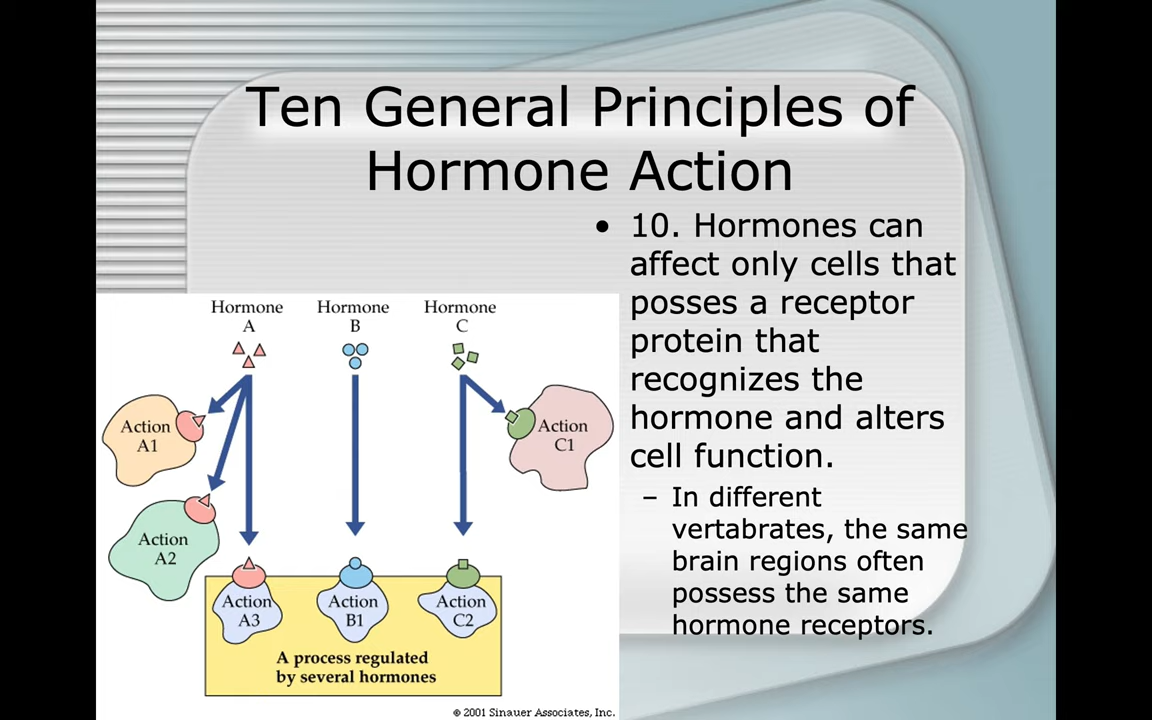 Ten General Principles of
Hormone Action
• 10. Hormones can
affect only cells that
posses a receptor
protein that
recognizes the
hormone and alters
cell function.
– In different
vertabrates, the same
brain regions often
possess the same
hormone receptors.
Hormone
A
Hormone
B
Hormone
C
Action
A1
Action
C1
Action
A2
Action
A3
Action
B1
Action
C2
A process regulated
by several hormones
© 2001 Sinauer Associates, Inc.